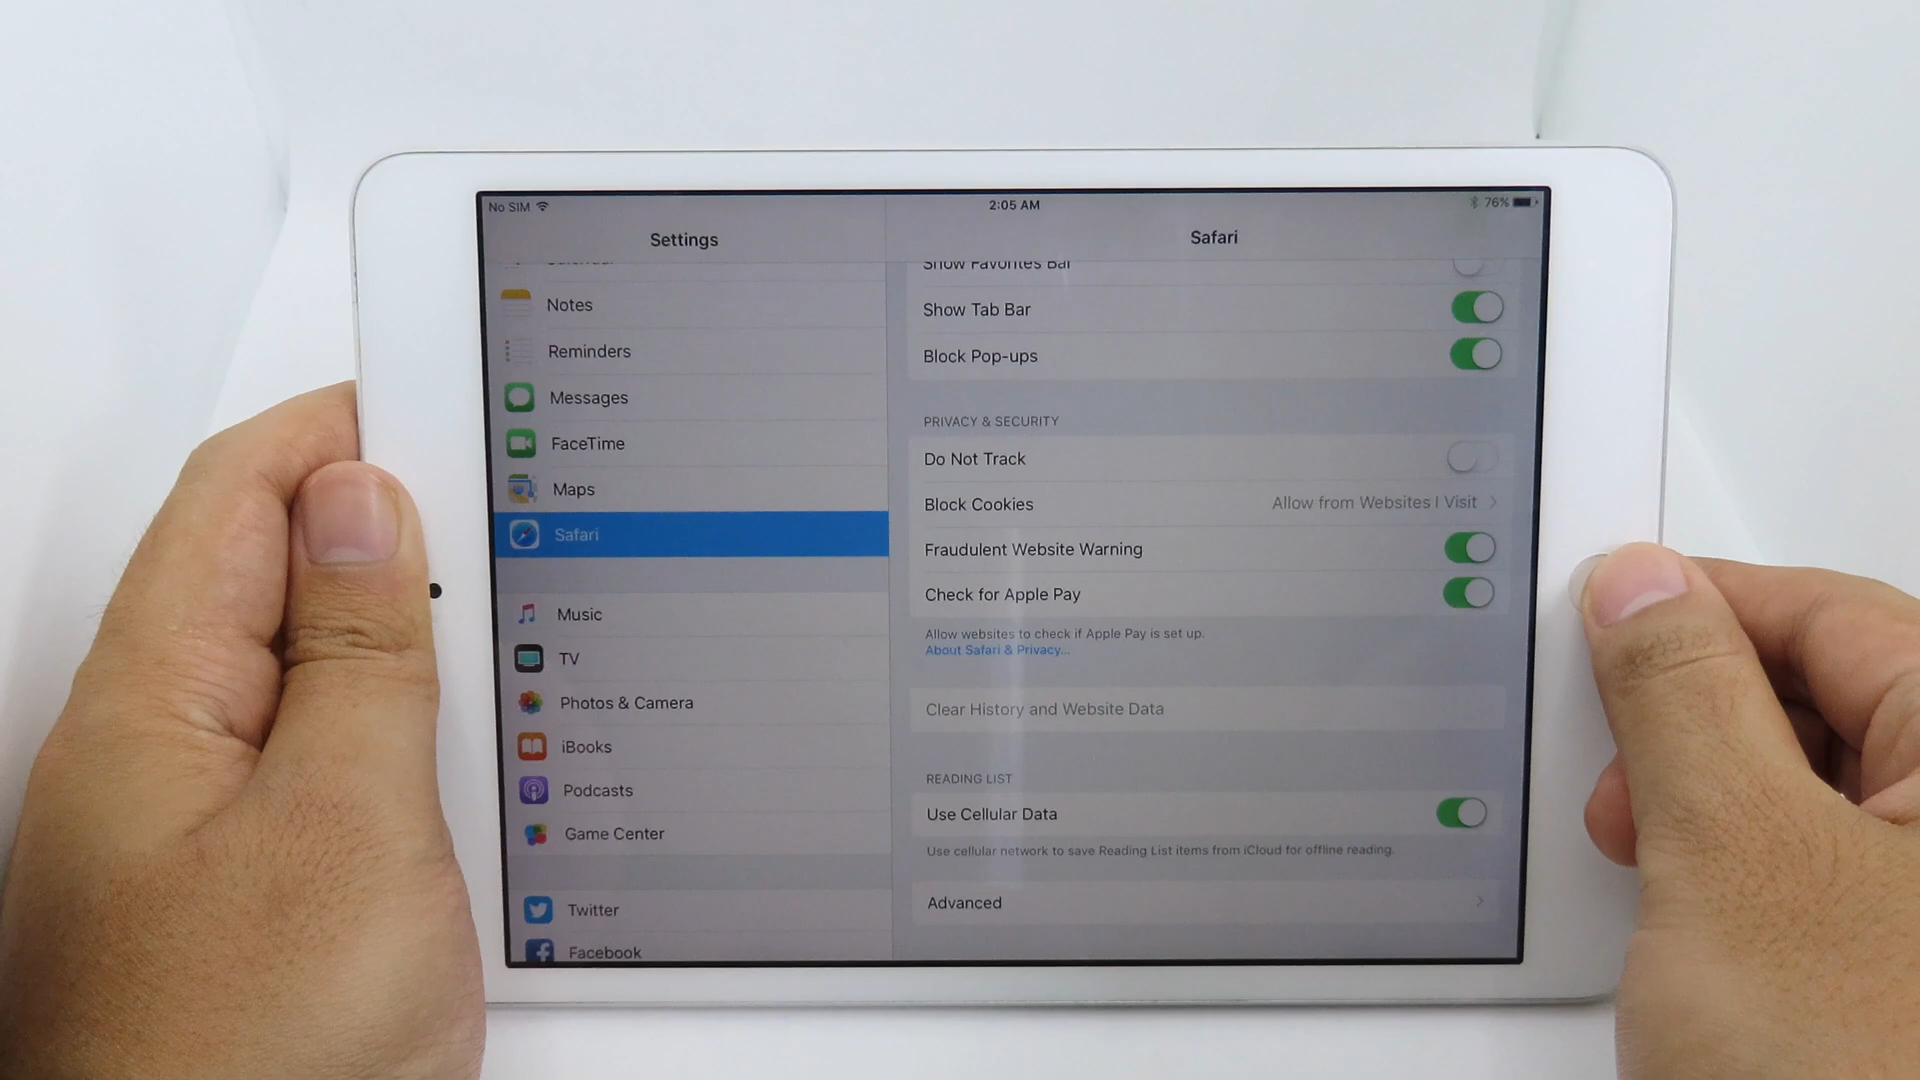 No SIM
2:05 AM
76%
Settings
Safari
Calendar
Notes
Reminders
Messages
FaceTime
Maps
Safari
Music
TV
Photos & Camera
iBooks
Podcasts
Game Center
Twitter
Facebook
Show Favorites Bar
Show Tab Bar
Block Pop-ups
PRIVACY & SECURITY
Do Not Track
Block Cookies Allow from Websites I Visit
Fraudulent Website Warning
Check for Apple Pay
Allow websites to check if Apple Pay is set up.
About Safari & Privacy...
Clear History and Website Data
READING LIST
Use Cellular Data
Use cellular network to save Reading List items from iCloud for offline reading.
Advanced